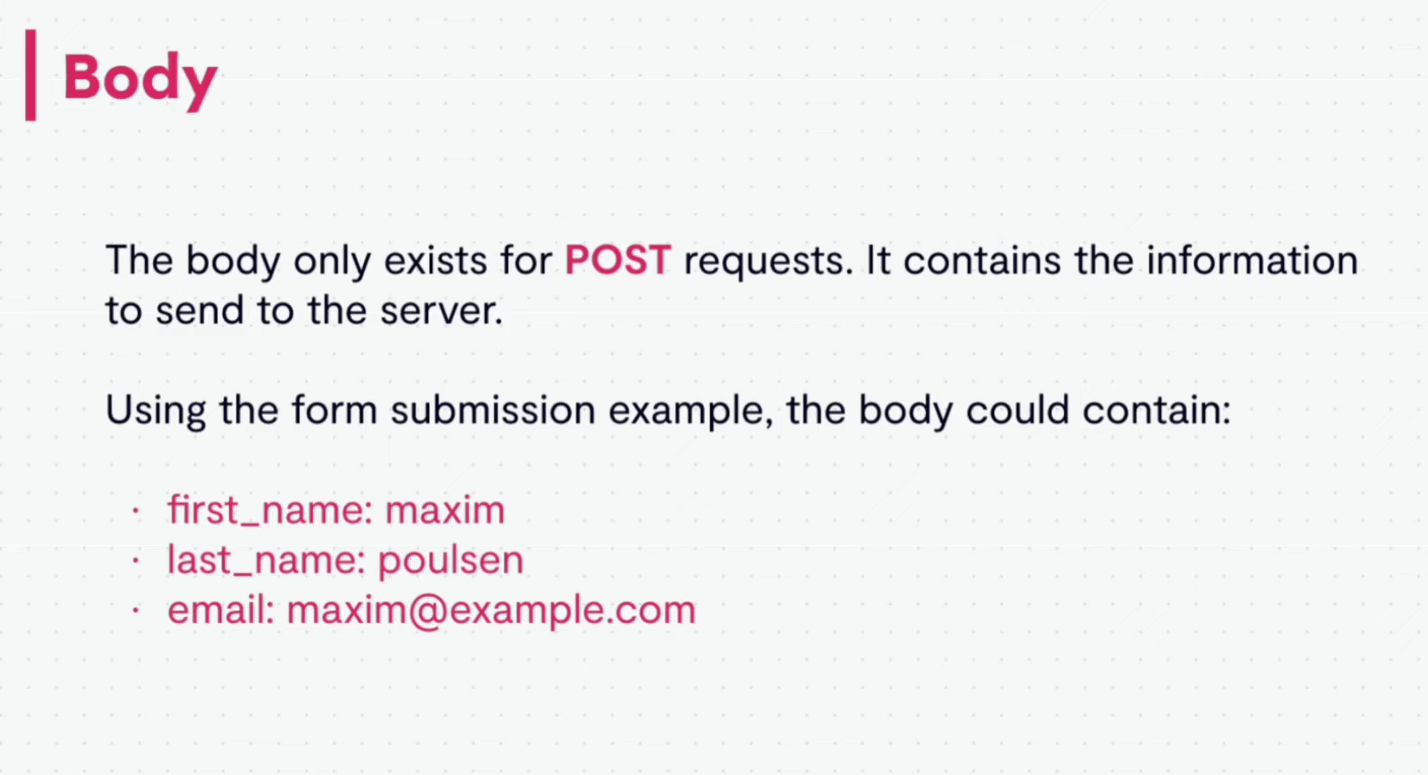 Body
The body only exists for POST requests. It contains the information
to send to the server.
Using the form submission example, the body could contain:
· first_name: maxim
· last_name: poulsen
· email: maxim@example.com